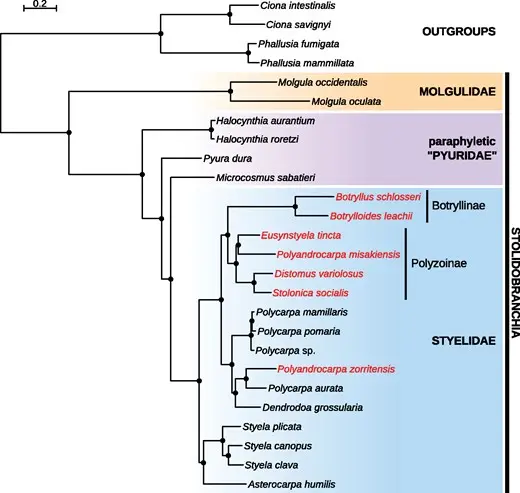 0.2
Ciona intestinalis
Ciona savignyi
OUTGROUPS
Phallusia fumigata
Phallusia mammillata
Molgula occidentalis
MOLGULIDAE
Molgula oculata
Halocynthia aurantium
Halocynthia roretzi
paraphyletic
"PYURIDAE"
Pyura dura
Microcosmus sabatieri
Botryllus schlosseri
Botrylloides leachii
Botryllinae
Eusynstyela tincta
Polyandrocarpa misakiensis
Distomus variolosus
Stolonica socialis
Polyzoinae
Polycarpa mamillaris
Polycarpa pomaria
Polycarpa sp.
STYELIDAE
Polyandrocarpa zorritensis
Polycarpa aurata
Dendrodoa grossularia
Styela plicata
Styela canopus
Styela clava
Asterocarpa humilis
STOLIDOBRANCHIA